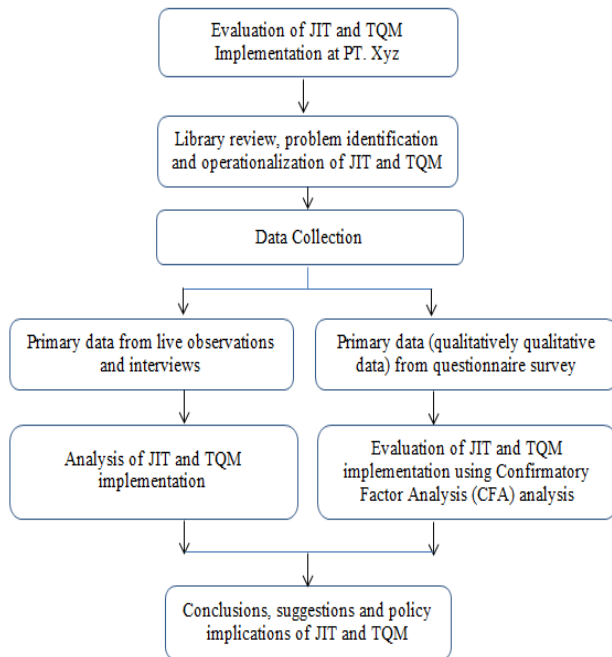 Evaluation of JIT and TQM
Implementation at PT. Xyz
Library review, problem identification
and operationalization of JIT and TQM
Data Collection
Primary data from live observations
and interviews
Primary data (qualitatively qualitative
data) from questionnaire survey
Analysis of JIT and TQM
implementation
Evaluation of JIT and TQM
implementation using Confirmatory
Factor Analysis (CFA) analysis
Conclusions, suggestions and policy
implications of JIT and TQM